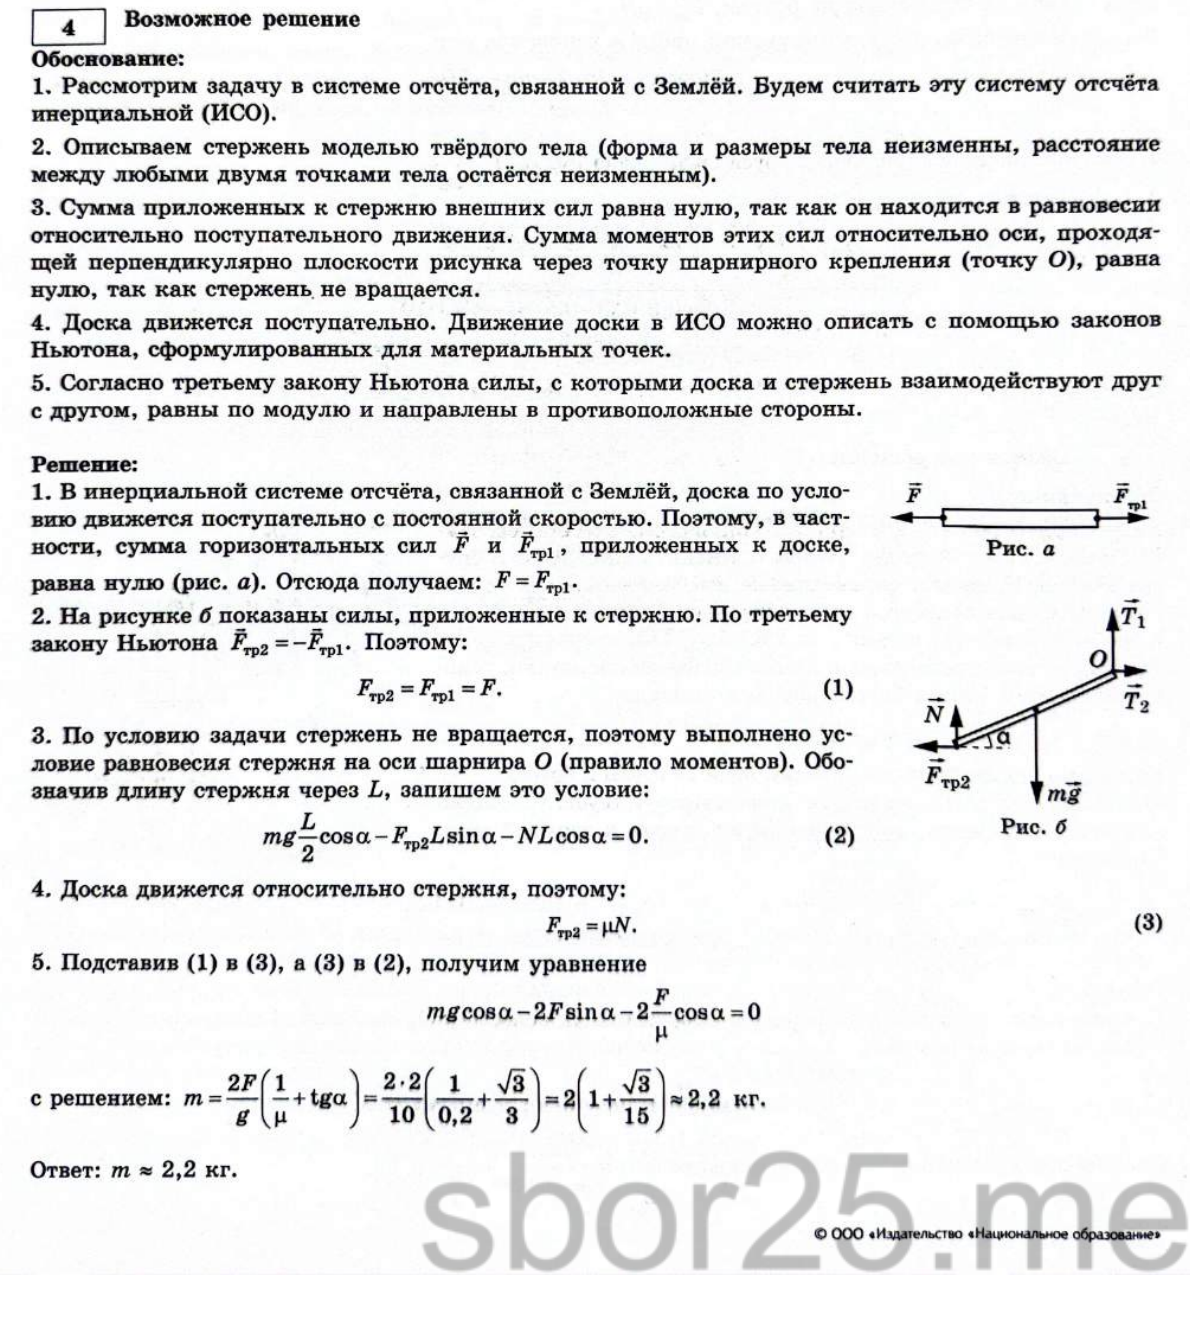 4 Возможное решение
Обоснование:
1. Рассмотрим задачу в системе отсчёта, связанной с Землёй. Будем считать эту систему отсчёта
инерциальной (ИСО).
2. Описываем стержень моделью твёрдого тела (форма и размеры тела неизменны, расстояние
между любыми двумя точками тела остаётся неизменным).
3. Сумма приложенных к стержню внешних сил равна нулю, так как он находится в равновесии
относительно поступательного движения. Сумма моментов этих сил относительно оси, проходя-
щей перпендикулярно плоскости рисунка через точку шарнирного крепления (точку O), равна
нулю, так как стержень не вращается.
4. Доска движется поступательно. Движение доски в ИСО можно описать с помощью законов
Ньютона, сформулированных для материальных точек.
5. Согласно третьему закону Ньютона силы, с которыми доска и стержень взаимодействуют друг
с другом, равны по модулю и направлены в противоположные стороны.
Решение:
1. В инерциальной системе отсчёта, связанной с Землёй, доска по усло-
вию движется поступательно с постоянной скоростью. Поэтому, в част-
ности, сумма горизонтальных сил F⃗ и F⃗тр1, приложенных к доске,
равна нулю (рис. а). Отсюда получаем: F = Fтр1.
F⃗ F⃗тр1
Рис. а
2. На рисунке б показаны силы, приложенные к стержню. По третьему
закону Ньютона F⃗тр2 = −F⃗тр1. Поэтому:
Fтр2 = Fтр1 = F. (1)
3. По условию задачи стержень не вращается, поэтому выполнено ус-
ловие равновесия стержня на оси шарнира O (правило моментов). Обо-
значив длину стержня через L, запишем это условие:
mg L/2 cosα − Fтр2 L sinα − NL cosα = 0. (2)
T⃗1
O
T⃗2
N⃗
α
F⃗тр2
mg⃗
Рис. б
4. Доска движется относительно стержня, поэтому:
Fтр2 = μN. (3)
5. Подставив (1) в (3), а (3) в (2), получим уравнение
mg cosα − 2F sinα − 2 F/μ cosα = 0
с решением: m = 2F/g (1/μ + tgα) = 2·2/10 (1/0,2 + √3/3) = 2(1 + √3/15) ≈ 2,2 кг.
Ответ: m ≈ 2,2 кг.
sbor25.me
© ООО «Издательство «Национальное образование»